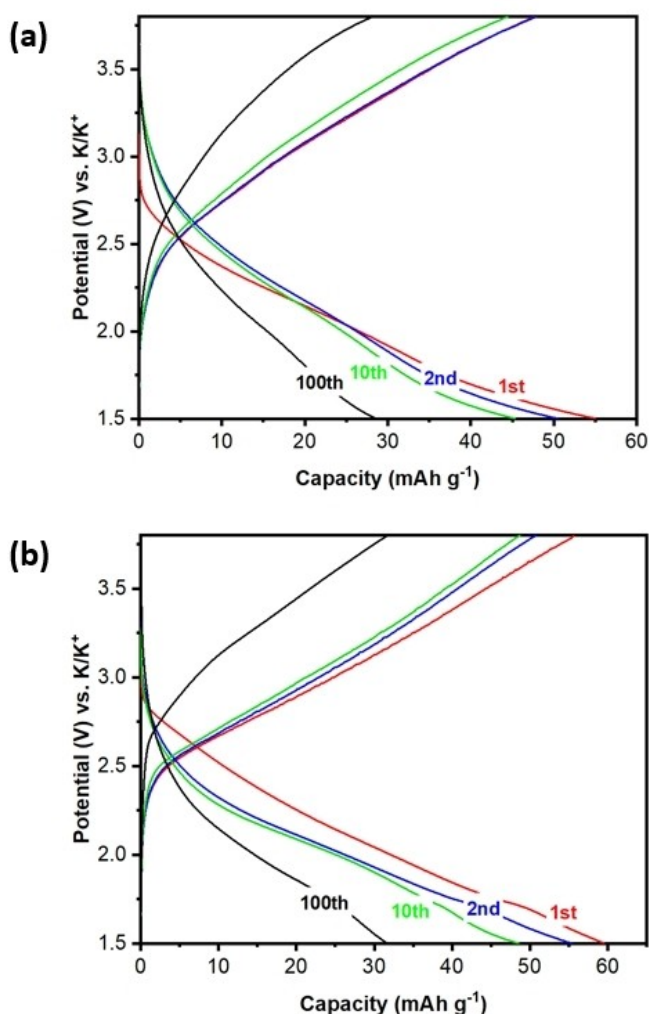 (a)
3.5
3.0
2.5
2.0
1.5
Potential (V) vs. K/K⁺
100th
10th
2nd
1st
0 10 20 30 40 50 60
Capacity (mAh g⁻¹)
(b)
3.5
3.0
2.5
2.0
1.5
Potential (V) vs. K/K⁺
100th
10th
2nd
1st
0 10 20 30 40 50 60
Capacity (mAh g⁻¹)